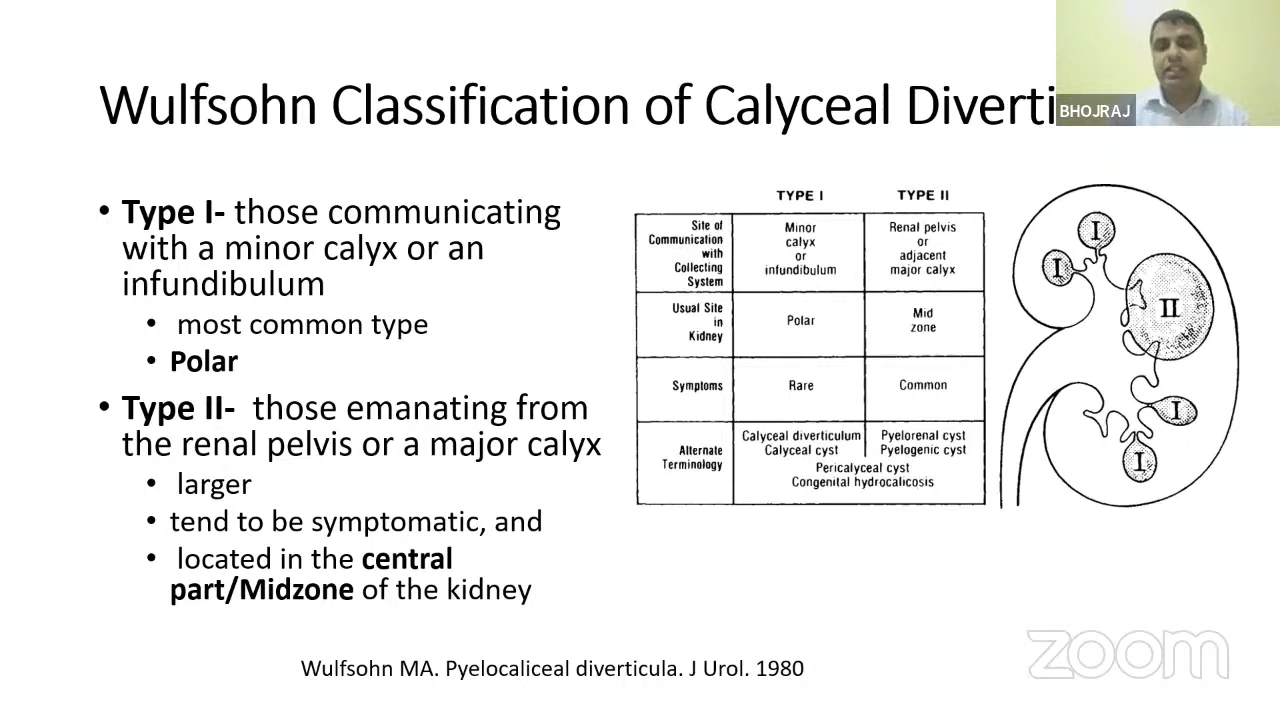 Wulfsohn Classification of Calyceal Diverti
BHOJRAJ
• Type I- those communicating
with a minor calyx or an
infundibulum
• most common type
• Polar
• Type II- those emanating from
the renal pelvis or a major calyx
• larger
• tend to be symptomatic, and
• located in the central
part/Midzone of the kidney
TYPE I TYPE II
Site of
Communication
with
Collecting
System
Minor
calyx
or
infundibulum
Renal pelvis
or
adjacent
major calyx
Usual Site
in
Kidney
Polar
Mid
zone
Symptoms
Rare
Common
Alternate
Terminology
Calyceal diverticulum
Calyceal cyst
Pyelorenal cyst
Pyelogenic cyst
Pericalyceal cyst
Congenital hydrocalicosis
I
I
II
I
I
Wulfsohn MA. Pyelocaliceal diverticula. J Urol. 1980
zoom